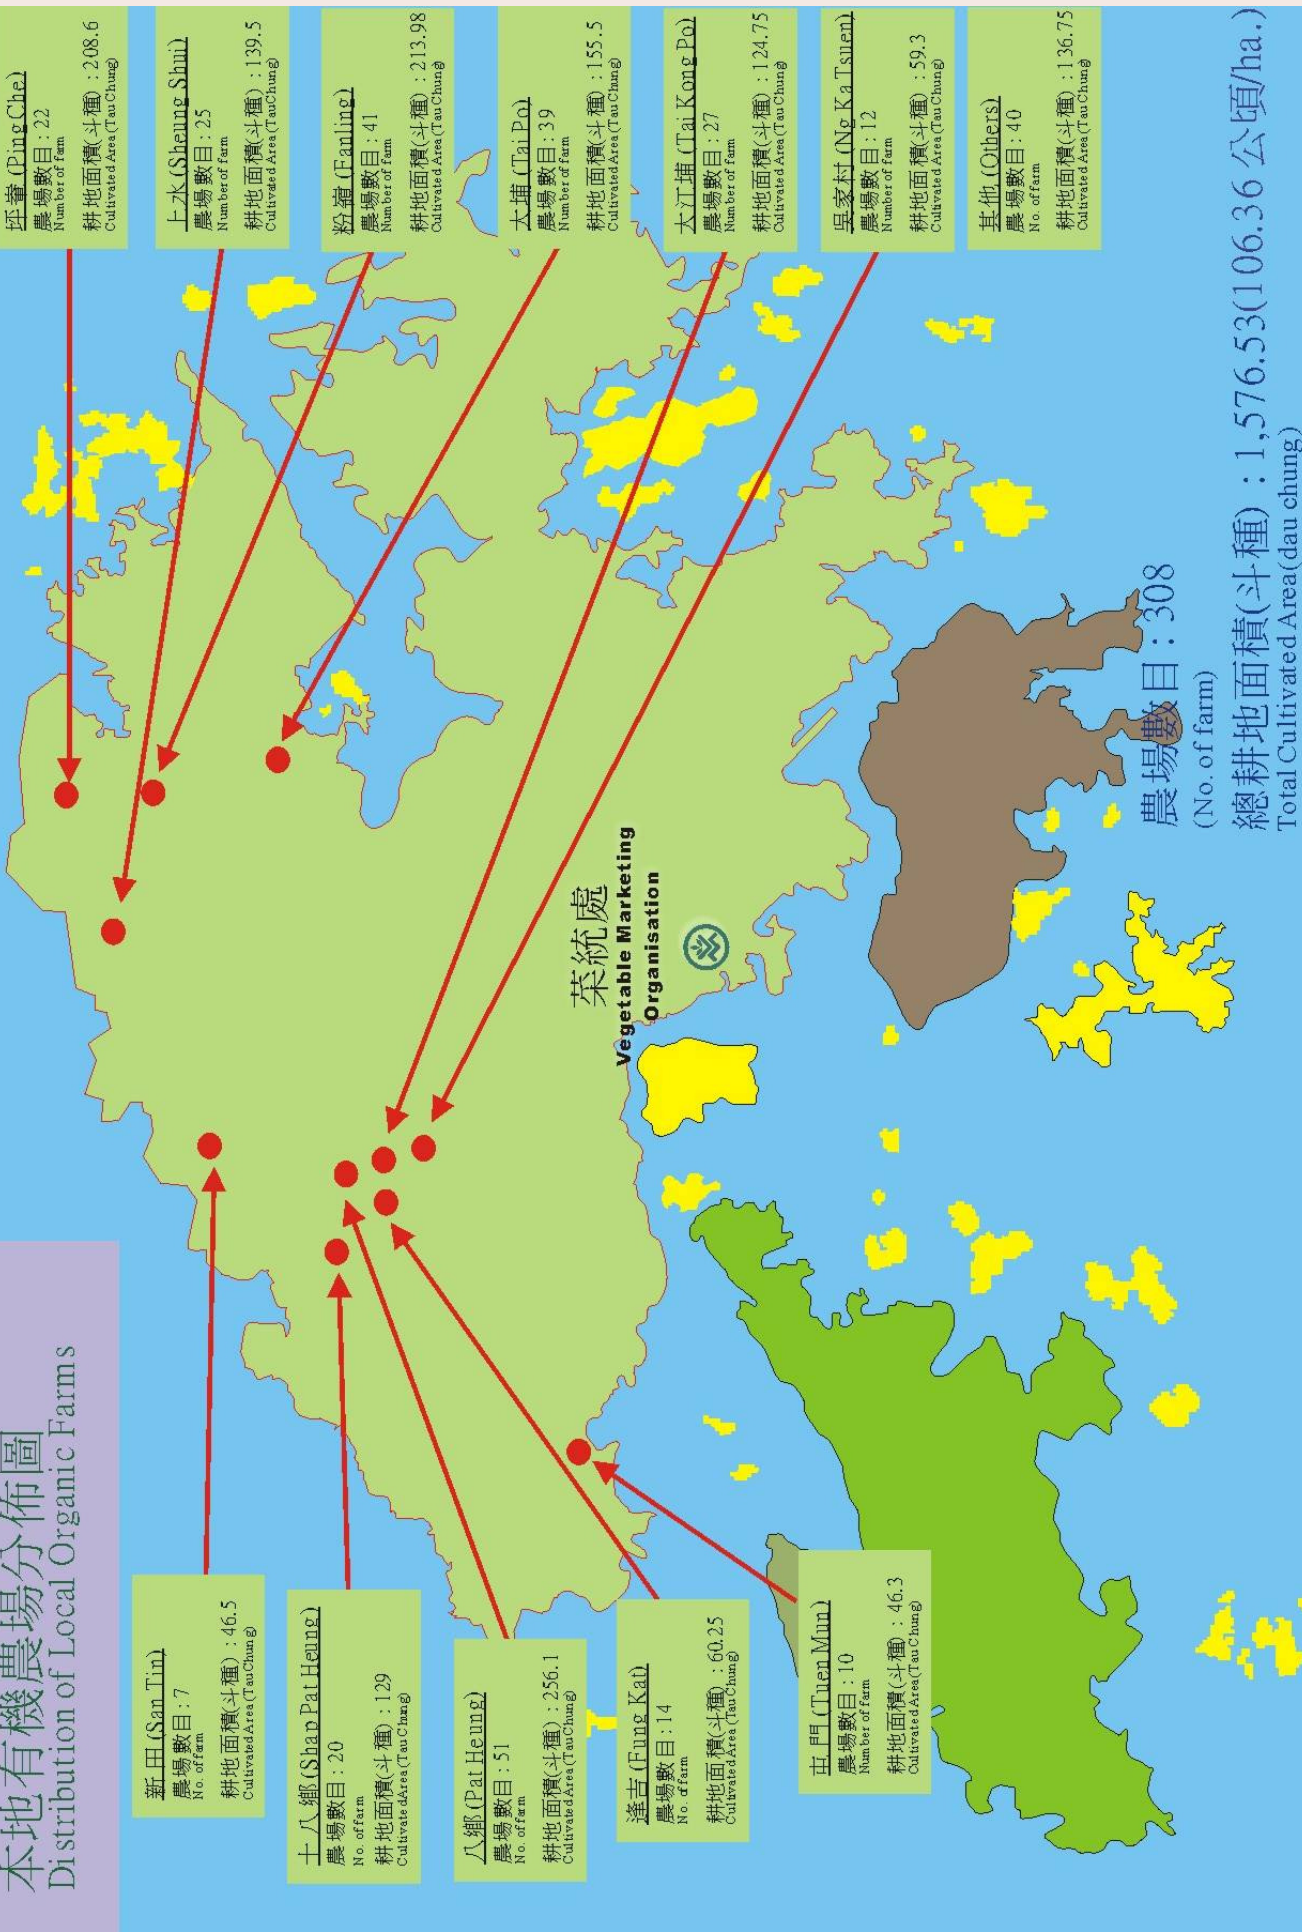 本地有機農場分佈圖
Distribution of Local Organic Farms
新田 (San Tin)
農場數目 : 7
No. of farm
耕地面積(斗種) : 46.5
Cultivated Area (Tau Chung)
十八鄉 (Shap Pat Heung)
農場數目 : 20
No. of farm
耕地面積(斗種) : 129
Cultivated Area (Tau Chung)
八鄉 (Pat Heung)
農場數目 : 51
No. of farm
耕地面積(斗種) : 256.1
Cultivated Area (Tau Chung)
逢吉 (Fung Kat)
農場數目 : 14
No. of farm
耕地面積(斗種) : 60.25
Cultivated Area (Tau Chung)
屯門 (Tuen Mun)
農場數目 : 10
Number of farm
耕地面積(斗種) : 46.3
Cultivated Area (Tau Chung)
菜統處
Vegetable Marketing
Organisation
坪輋 (Ping Che)
農場數目 : 22
Number of farm
耕地面積(斗種) : 208.6
Cultivated Area (Tau Chung)
上水 (Sheung Shui)
農場數目 : 25
Number of farm
耕地面積(斗種) : 139.5
Cultivated Area (Tau Chung)
粉嶺 (Fanling)
農場數目 : 41
Number of farm
耕地面積(斗種) : 213.98
Cultivated Area (Tau Chung)
大埔 (Tai Po)
農場數目 : 39
Number of farm
耕地面積(斗種) : 155.5
Cultivated Area (Tau Chung)
大江埔 (Tai Kong Po)
農場數目 : 27
Number of farm
耕地面積(斗種) : 124.75
Cultivated Area (Tau Chung)
吳家村 (Ng Ka Tsuen)
農場數目 : 12
Number of farm
耕地面積(斗種) : 59.3
Cultivated Area (Tau Chung)
其他 (Others)
農場數目 : 40
No. of farm
耕地面積(斗種) : 136.75
Cultivated Area (Tau Chung)
農場數目 : 308
(No. of farm)
總耕地面積(斗種) : 1,576.53(106.36 公頃/ha.)
Total Cultivated Area(dau chung)